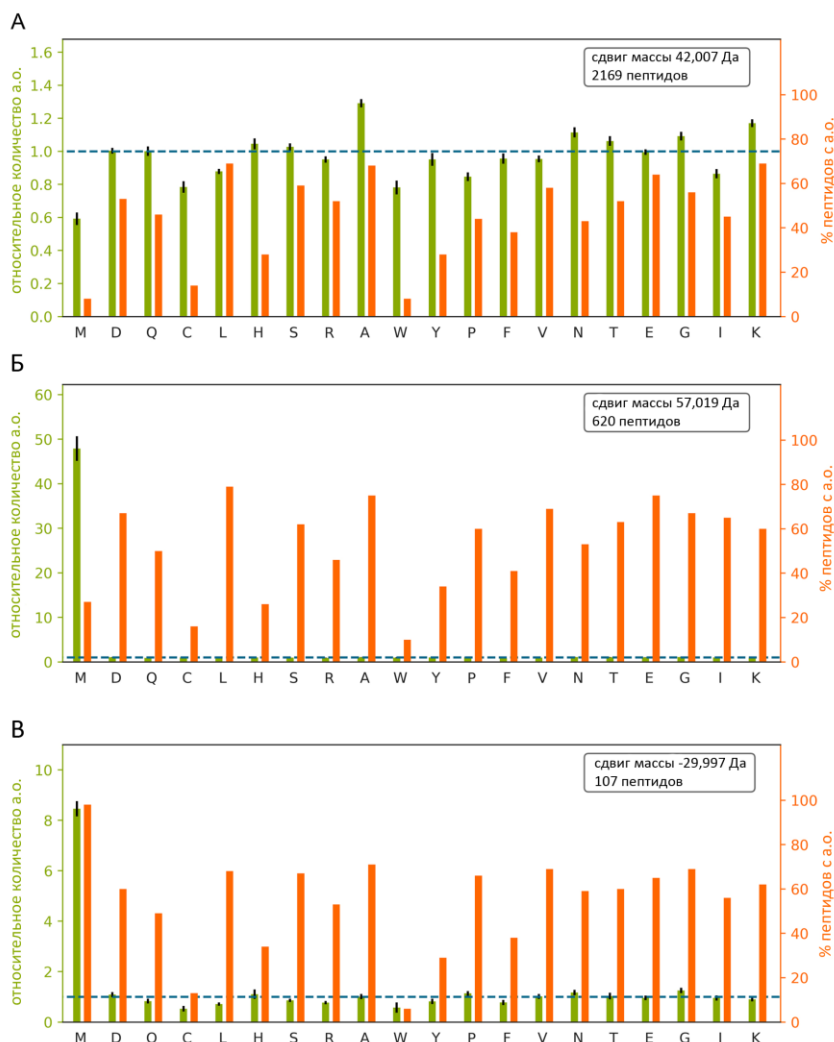 А
сдвиг массы 42,007 Да
2169 пептидов
относительное количество а.о.
1.6
1.4
1.2
1.0
0.8
0.6
0.4
0.2
0.0
100
80
60
40
20
0
% пептидов с а.о.
M D Q C L H S R A W Y P F V N T E G I K
Б
сдвиг массы 57,019 Да
620 пептидов
относительное количество а.о.
60
50
40
30
20
10
0
100
80
60
40
20
0
% пептидов с а.о.
M D Q C L H S R A W Y P F V N T E G I K
В
сдвиг массы -29,997 Да
107 пептидов
относительное количество а.о.
10
8
6
4
2
0
100
80
60
40
20
0
% пептидов с а.о.
M D Q C L H S R A W Y P F V N T E G I K